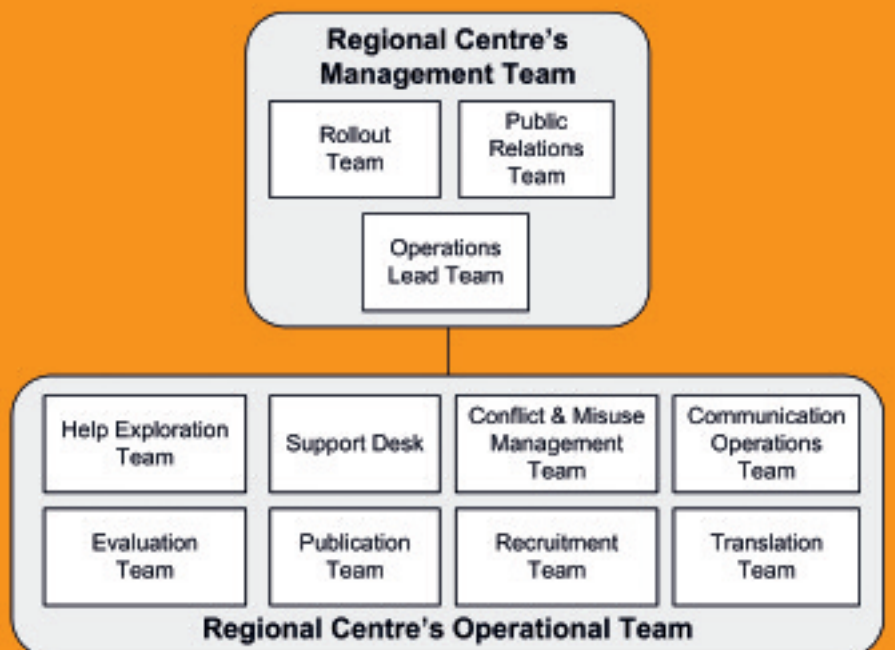 Regional Centre's
Management Team
Rollout
Team
Public
Relations
Team
Operations
Lead Team
Help Exploration
Team
Support Desk
Conflict & Misuse
Management
Team
Communication
Operations
Team
Evaluation
Team
Publication
Team
Recruitment
Team
Translation
Team
Regional Centre's Operational Team